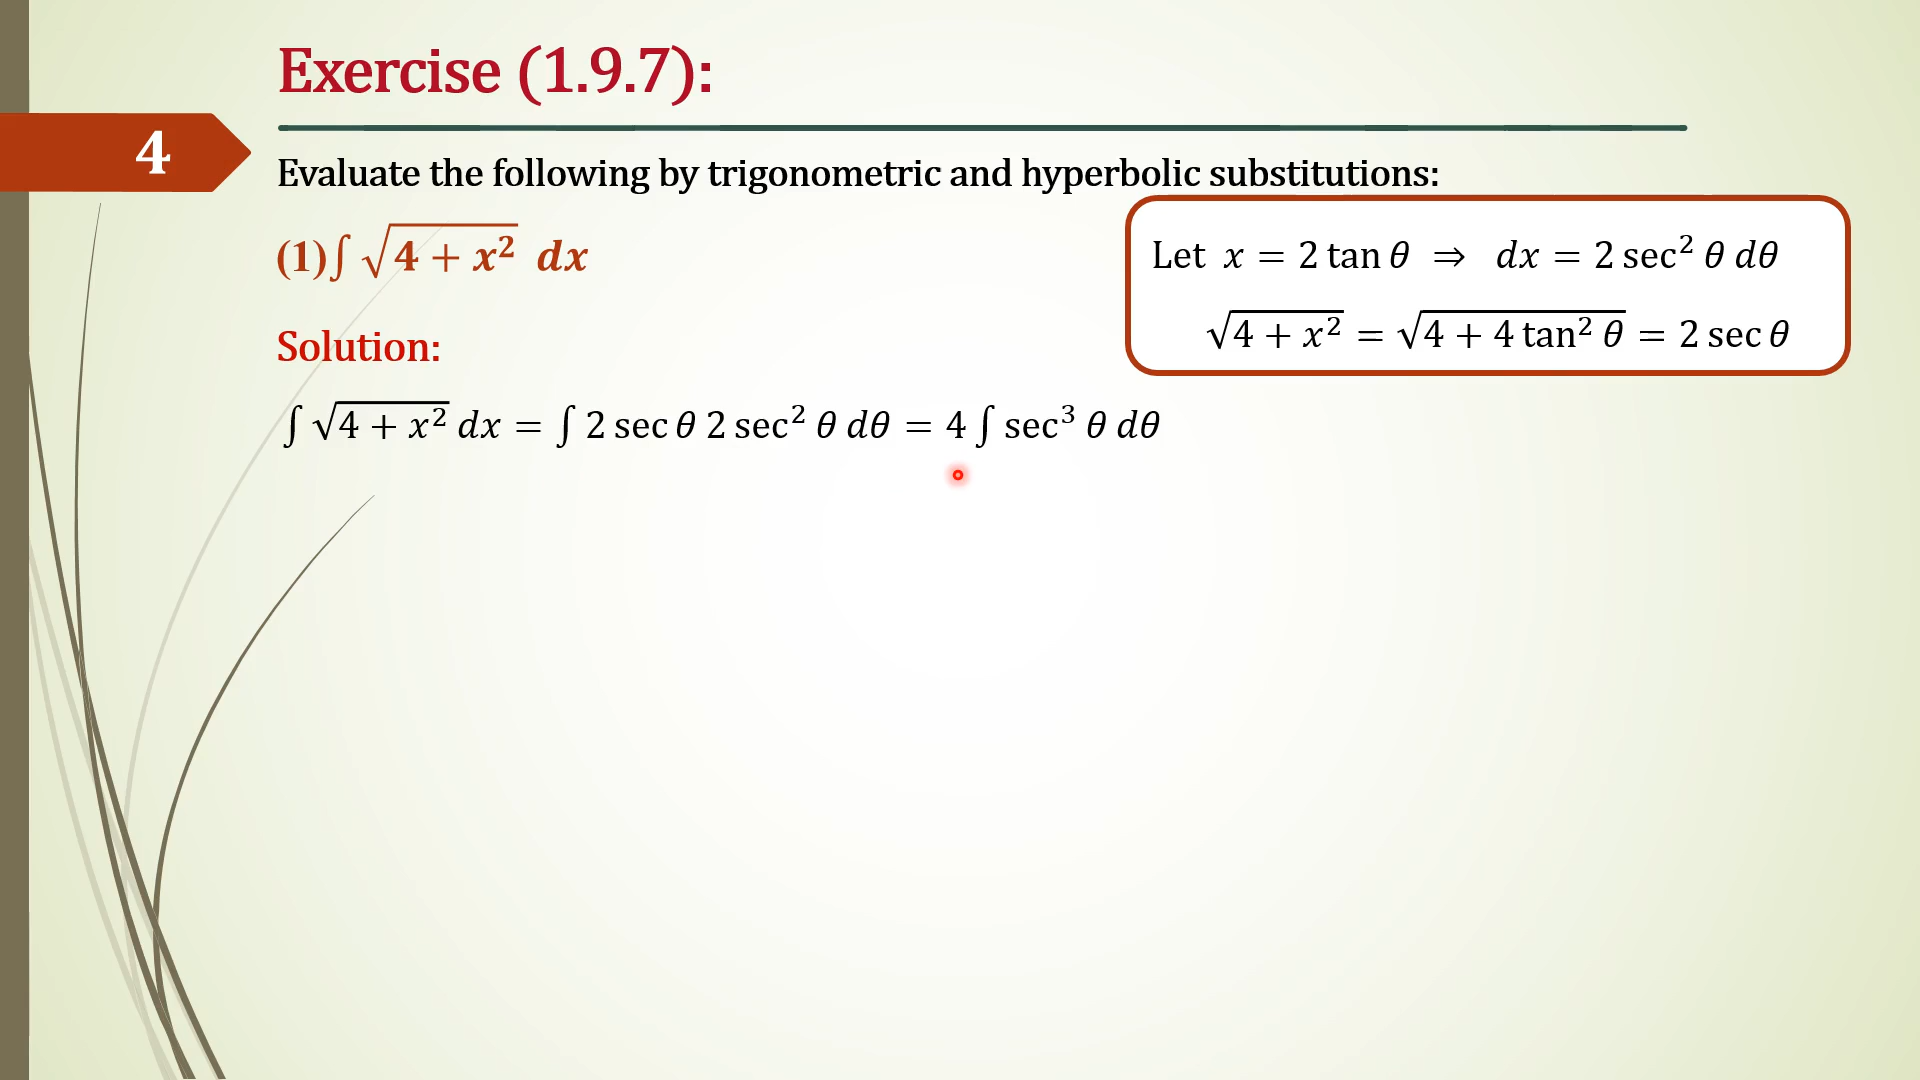 Exercise (1.9.7):
4
Evaluate the following by trigonometric and hyperbolic substitutions:
(1)∫ √(4 + x²) dx
Let x = 2 tan θ ⇒ dx = 2 sec² θ dθ
√(4 + x²) = √(4 + 4 tan² θ) = 2 sec θ
Solution:
∫ √(4 + x²) dx = ∫ 2 sec θ 2 sec² θ dθ = 4 ∫ sec³ θ dθ